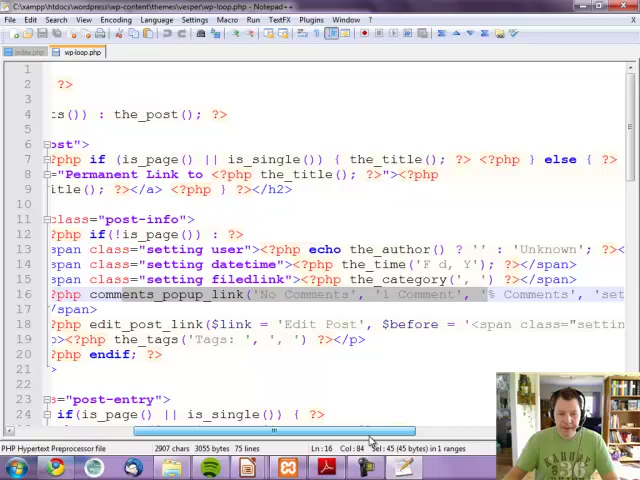 C:\xampp\htdocs\wordpress\wp-content\themes\vesper\wp-loop.php - Notepad++
File Edit Search View Encoding Language Settings Macro Run TextFX Plugins Window ?
index.php wp-loop.php
1
2 ?>
3
4 ts()) : the_post(); ?>
5
6 ost">
7 ?php if (is_page() || is_single()) { the_title(); ?> <?php } else { ?>
8 ="Permanent Link to <?php the_title(); ?>"><?php
9 itle(); ?></a> <?php } ?></h2>
10
11 class="post-info">
12 ?php if(!is_page()) : ?>
13 span class="setting user"><?php echo the_author() ? '' : 'Unknown'; ?><
14 span class="setting datetime"><?php the_time('F d, Y'); ?></span>
15 span class="setting filedlink"><?php the_category(', ') ?></span>
16 ?php comments_popup_link('No Comments', '1 Comment', '% Comments', 'set
17 /span>
18 ?php edit_post_link($link = 'Edit Post', $before = '<span class="settin
19 p><?php the_tags('Tags: ', ', ') ?></p>
20 ?php endif; ?>
21 >
22
23 s="post-entry">
24 if(is_page() || is_single()) { ?>
PHP Hypertext Preprocessor file 2907 chars 3055 bytes 75 lines Ln : 16 Col : 84 Sel : 45 (45 bytes) in 1 ranges